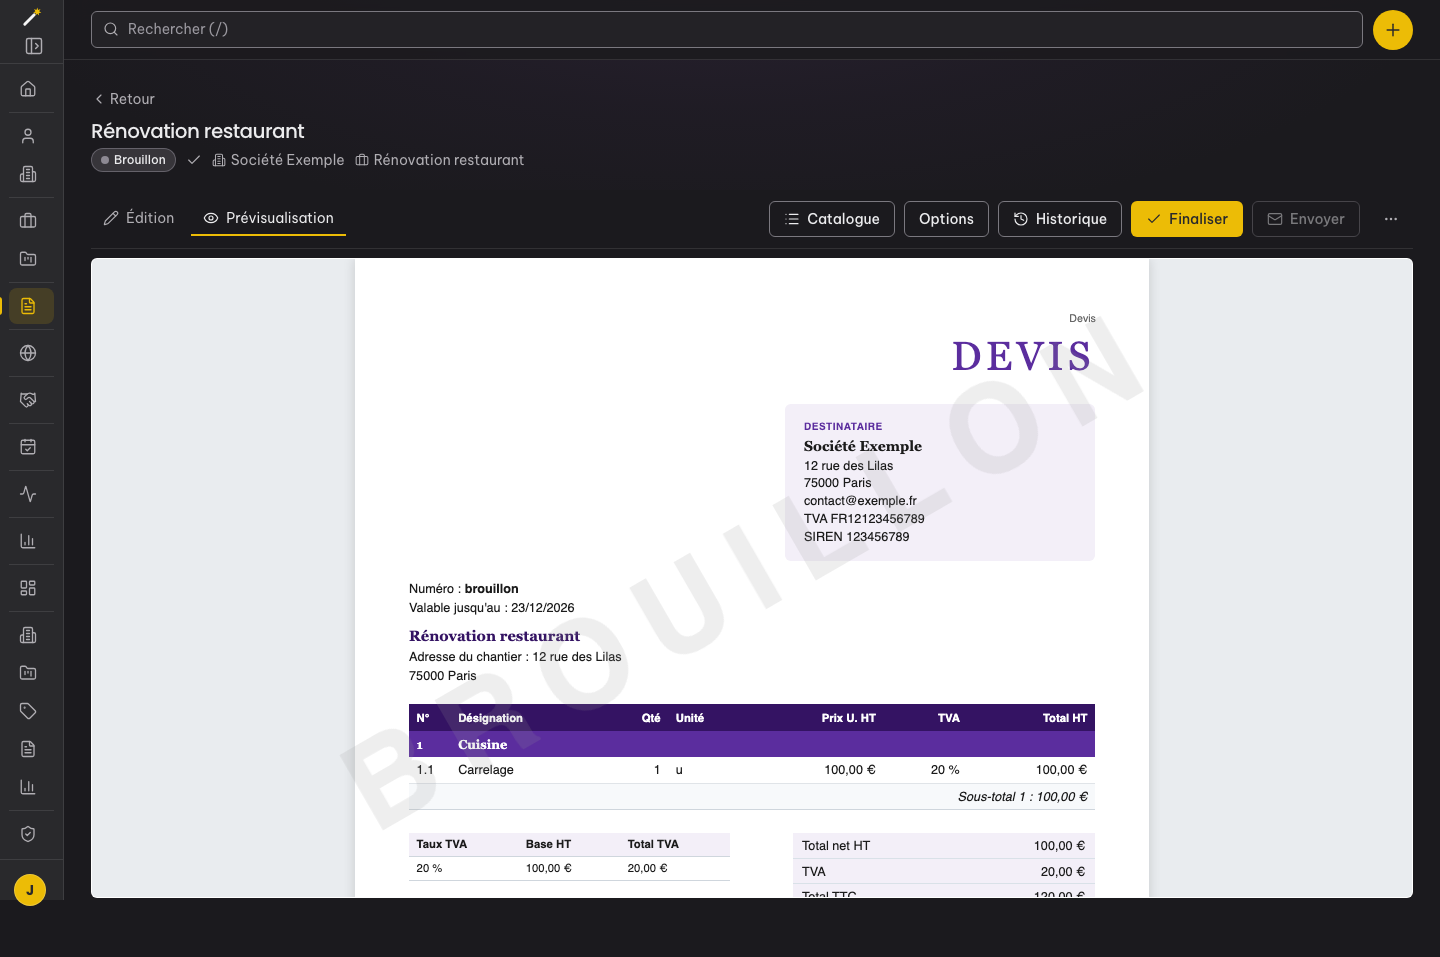 Rechercher (/)
Retour
Rénovation restaurant
Brouillon
Société Exemple
Rénovation restaurant
Édition
Prévisualisation
Catalogue
Options
Historique
Finaliser
Envoyer
Devis
DEVIS
DESTINATAIRE
Société Exemple
12 rue des Lilas
75000 Paris
contact@exemple.fr
TVA FR12123456789
SIREN 123456789
BROUILLON
Numéro : brouillon
Valable jusqu'au : 23/12/2026
Rénovation restaurant
Adresse du chantier : 12 rue des Lilas
75000 Paris
N° Désignation Qté Unité Prix U. HT TVA Total HT
1 Cuisine
1.1 Carrelage 1 u 100,00 € 20 % 100,00 €
Sous-total 1 : 100,00 €
Taux TVA Base HT Total TVA
20 % 100,00 € 20,00 €
Total net HT 100,00 €
TVA 20,00 €
Total TTC 120,00 €
J